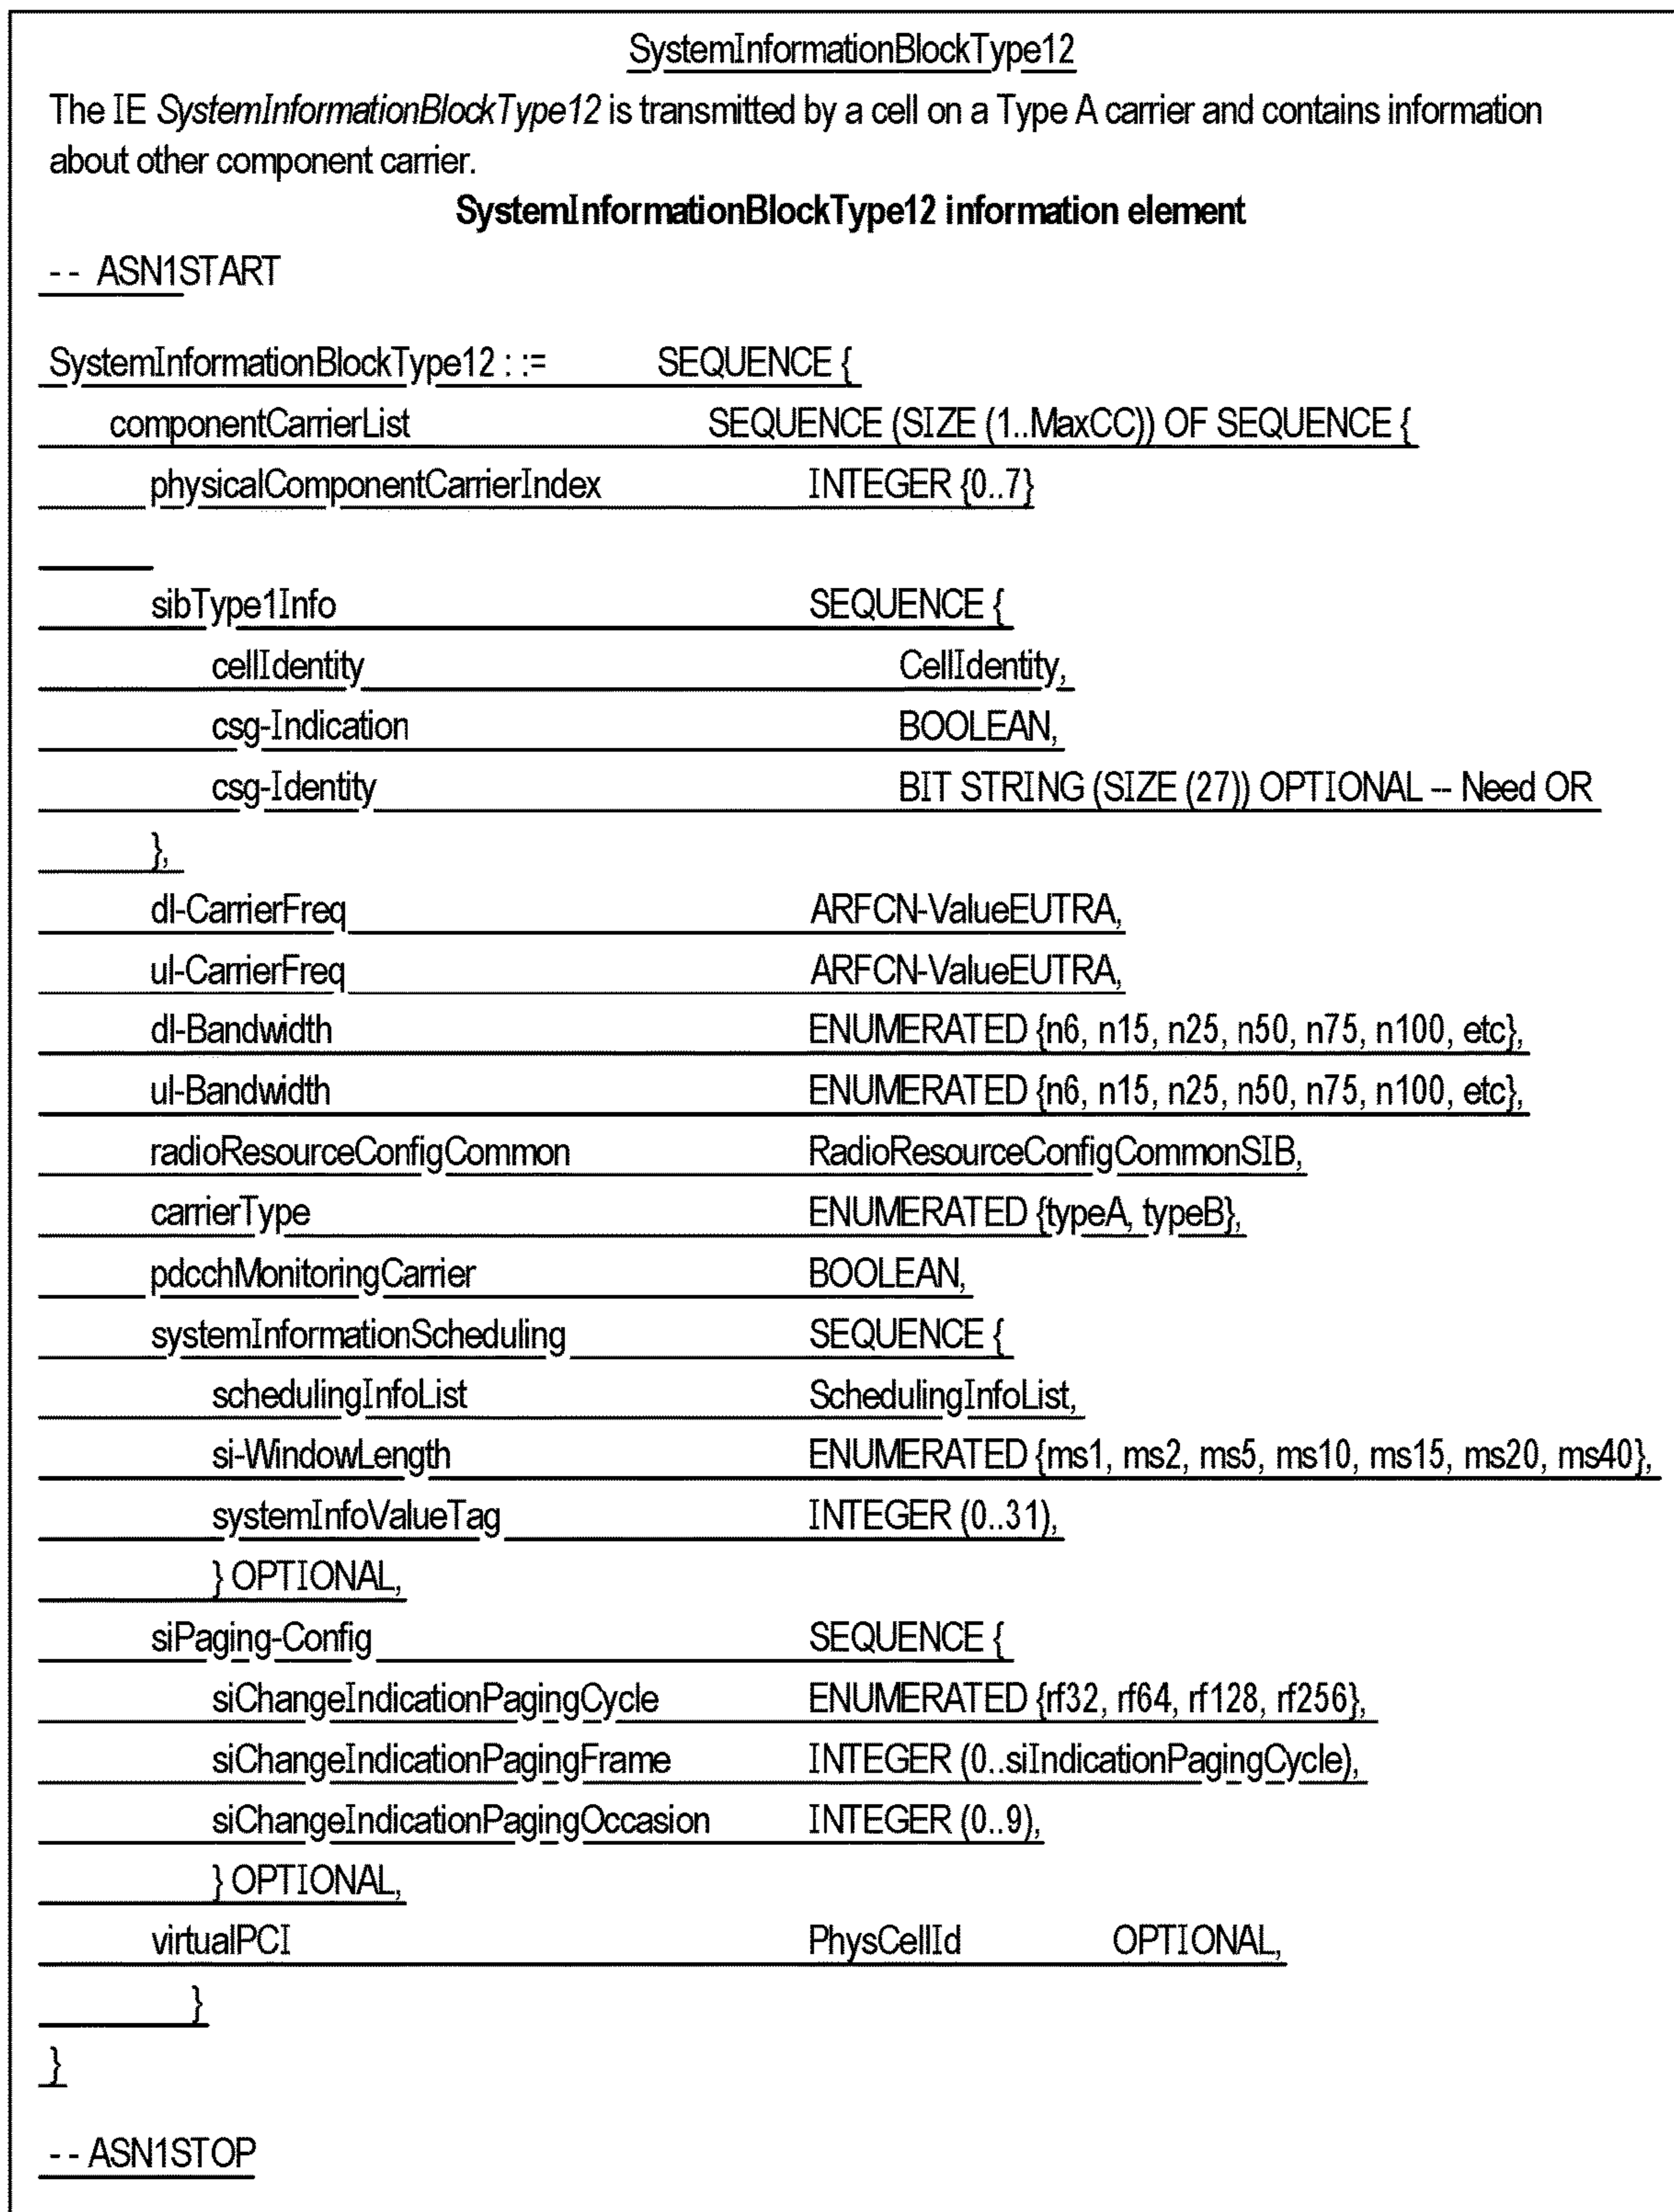 SystemInformationBlockType12
The IE SystemInformationBlockType12 is transmitted by a cell on a Type A carrier and contains information
about other component carrier.
SystemInformationBlockType12 information element
-- ASN1START
SystemInformationBlockType12 : := SEQUENCE {
componentCarrierList SEQUENCE (SIZE (1..MaxCC)) OF SEQUENCE {
physicalComponentCarrierIndex INTEGER {0..7}
sibType1Info SEQUENCE {
cellIdentity CellIdentity,
csg-Indication BOOLEAN,
csg-Identity BIT STRING (SIZE (27)) OPTIONAL -- Need OR
},
dl-CarrierFreq ARFCN-ValueEUTRA,
ul-CarrierFreq ARFCN-ValueEUTRA,
dl-Bandwidth ENUMERATED {n6, n15, n25, n50, n75, n100, etc},
ul-Bandwidth ENUMERATED {n6, n15, n25, n50, n75, n100, etc},
radioResourceConfigCommon RadioResourceConfigCommonSIB,
carrierType ENUMERATED {typeA, typeB},
pdcchMonitoringCarrier BOOLEAN,
systemInformationScheduling SEQUENCE {
schedulingInfoList SchedulingInfoList,
si-WindowLength ENUMERATED {ms1, ms2, ms5, ms10, ms15, ms20, ms40},
systemInfoValueTag INTEGER (0..31),
} OPTIONAL,
siPaging-Config SEQUENCE {
siChangeIndicationPagingCycle ENUMERATED {rf32, rf64, rf128, rf256},
siChangeIndicationPagingFrame INTEGER (0..siIndicationPagingCycle),
siChangeIndicationPagingOccasion INTEGER (0..9),
} OPTIONAL,
virtualPCI PhysCellId OPTIONAL,
}
}
-- ASN1STOP